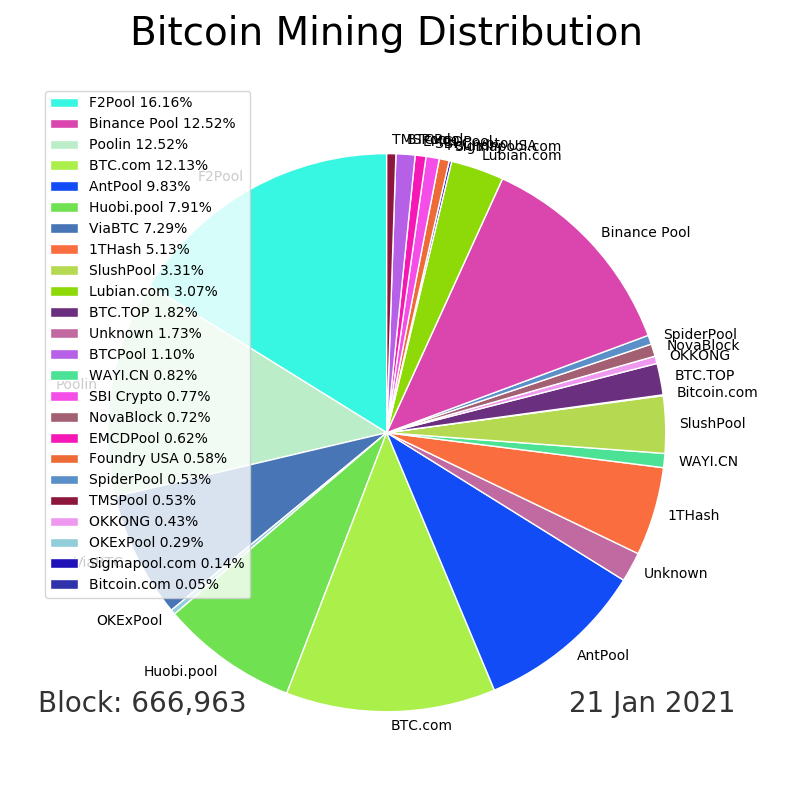 Bitcoin Mining Distribution
F2Pool 16.16%
Binance Pool 12.52%
Poolin 12.52%
BTC.com 12.13%
AntPool 9.83%
Huobi.pool 7.91%
ViaBTC 7.29%
1THash 5.13%
SlushPool 3.31%
Lubian.com 3.07%
BTC.TOP 1.82%
Unknown 1.73%
BTCPool 1.10%
WAYI.CN 0.82%
SBI Crypto 0.77%
NovaBlock 0.72%
EMCDPool 0.62%
Foundry USA 0.58%
SpiderPool 0.53%
TMSPool 0.53%
OKKONG 0.43%
OKExPool 0.29%
Sigmapool.com 0.14%
Bitcoin.com 0.05%
F2Pool
Poolin
ViaBTC
OKExPool
Huobi.pool
BTC.com
AntPool
Unknown
1THash
WAYI.CN
SlushPool
Bitcoin.com
BTC.TOP
OKKONG
NovaBlock
SpiderPool
Binance Pool
Lubian.com
Sigmapool.com
Block: 666,963
21 Jan 2021